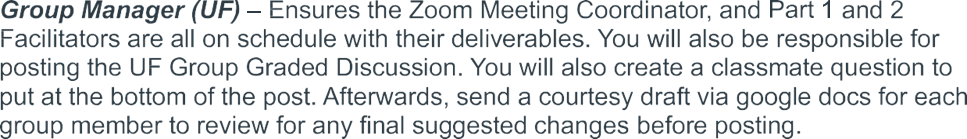 Group Manager (UF) – Ensures the Zoom Meeting Coordinator, and Part 1 and 2
Facilitators are all on schedule with their deliverables. You will also be responsible for
posting the UF Group Graded Discussion. You will also create a classmate question to
put at the bottom of the post. Afterwards, send a courtesy draft via google docs for each
group member to review for any final suggested changes before posting.